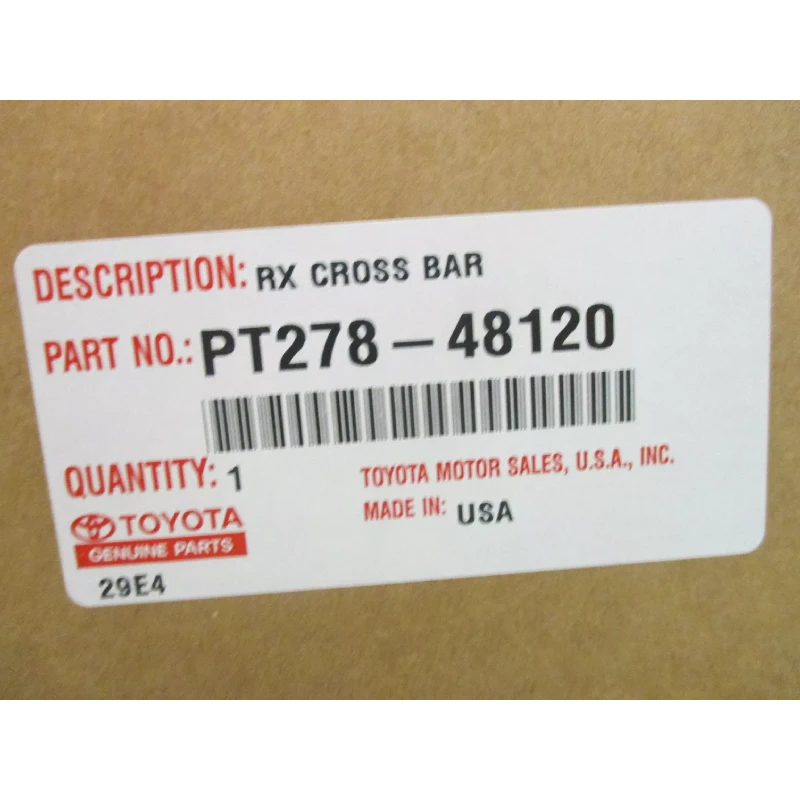 DESCRIPTION: RX CROSS BAR
PART NO.: PT278-48120
QUANTITY: 1
TOYOTA MOTOR SALES, U.S.A., INC.
MADE IN: USA
TOYOTA
GENUINE PARTS
29E4